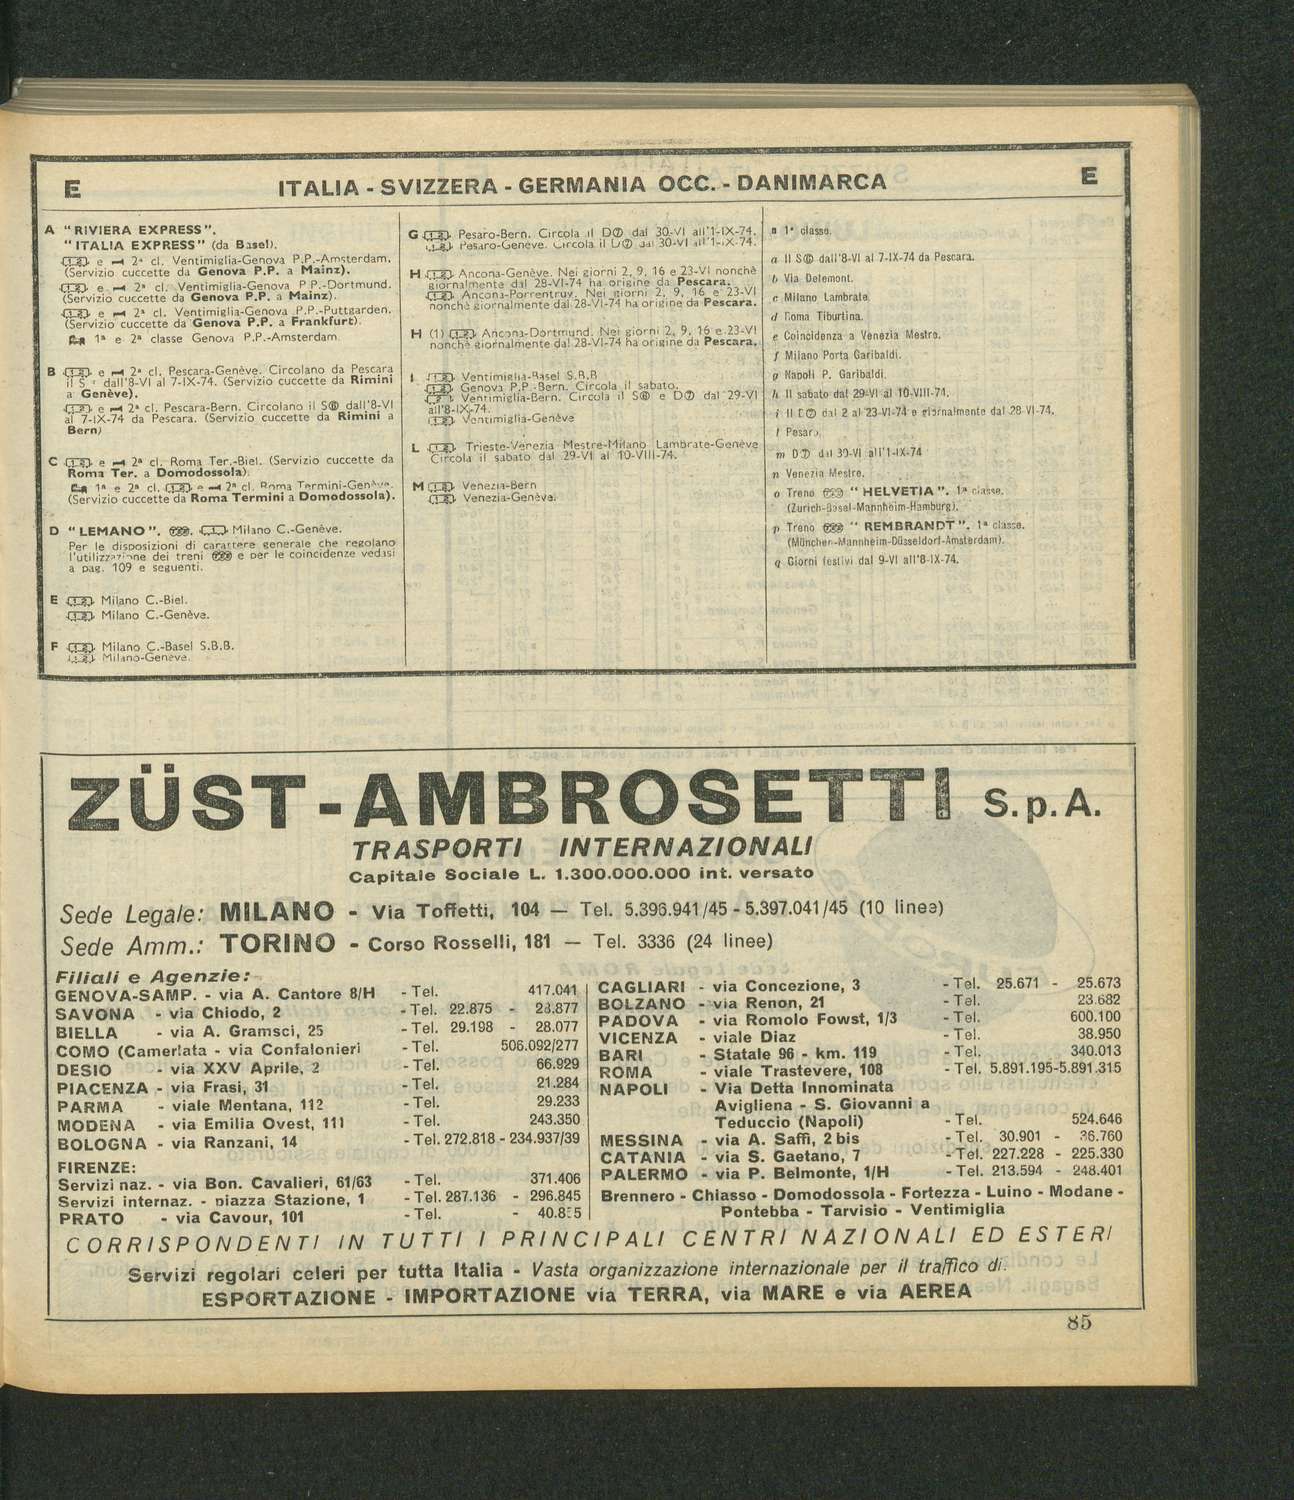 E
ITALIA - SVIZZERA - GERMANIA OCC. - DANIMARCA
E
A "RIVIERA EXPRESS".
"ITALIA EXPRESS" (da Basel).
e 2ª cl. Ventimiglia-Genova P.P.-Amsterdam.
(Servizio cuccette da Genova P.P. a Mainz).
e 2ª cl. Ventimiglia-Genova P P.-Dortmund.
(Servizio cuccette da Genova P.P. a Mainz).
e 2ª cl. Ventimiglia-Genova P.P.-Puttgarden.
(Servizio cuccette da Genova P.P. a Frankfurt).
1ª e 2ª classe Genova P.P.-Amsterdam.
B e 2ª cl. Pescara-Genève. Circolano da Pescara
il S dall'8-VI al 7-IX-74. (Servizio cuccette da Rimini
a Genève).
e 2ª cl. Pescara-Bern. Circolano il S⑥ dall'8-VI
al 7-IX-74 da Pescara. (Servizio cuccette da Rimini a
Bern)
C e 2ª cl. Roma Ter.-Biel. (Servizio cuccette da
Roma Ter. a Domodossola).
1ª e 2ª cl. e 2ª cl. Roma Termini-Genève.
(Servizio cuccette da Roma Termini a Domodossola).
D "LEMANO". Milano C.-Genève.
Per le disposizioni di carattere generale che regolano
l'utilizzazione dei treni e per le coincidenze vedasi
a pag. 109 e seguenti.
E Milano C.-Biel.
Milano C.-Genève.
F Milano C.-Basel S.B.B.
Milano-Genève.
G Pesaro-Bern. Circola il D⑦ dal 30-VI all'1-IX-74.
Pesaro-Genève. Circola il D⑦ dal 30-VI all'1-IX-74.
H Ancona-Genève. Nei giorni 2, 9, 16 e 23-VI nonchè
giornalmente dal 28-VI-74 ha origine da Pescara.
Ancona-Porrentruy. Nei giorni 2, 9, 16 e 23-VI
nonchè giornalmente dal 28-VI-74 ha origine da Pescara.
H (1) Ancona-Dortmund. Nei giorni 2, 9, 16 e 23-VI
nonchè giornalmente dal 28-VI-74 ha origine da Pescara.
I Ventimiglia-Basel S.B.B
Genova P.P.-Bern. Circola il sabato.
Ventimiglia-Bern. Circola il S⑥ e D⑦ dal 29-VI
all'8-IX-74.
Ventimiglia-Genève
L Trieste-Venezia Mestre-Milano Lambrate-Genève
Circola il sabato dal 29-VI al 10-VIII-74.
M Venezia-Bern
Venezia-Genève.
1ª classe.
a Il S⑥ dall'8-VI al 7-IX-74 da Pescara.
b Via Delemont.
c Milano Lambrate.
d Roma Tiburtina.
e Coincidenza a Venezia Mestre.
f Milano Porta Garibaldi.
g Napoli P. Garibaldi.
h Il sabato dal 29-VI al 10-VIII-74.
i Il D⑦ dal 2 al 23-VI-74 e giornalmente dal 28-VI-74.
l Pesaro.
m D⑦ dal 30-VI all'1-IX-74
n Venezia Mestre.
o Treno "HELVETIA". 1ª classe.
(Zurich-Basel-Mannheim-Hamburg).
p Treno "REMBRANDT". 1ª classe.
(München-Mannheim-Düsseldorf-Amsterdam).
q Giorni festivi dal 9-VI all'8-IX-74.
ZÜST-AMBROSETTI S.p.A.
TRASPORTI INTERNAZIONALI
Capitale Sociale L. 1.300.000.000 int. versato
Sede Legale: MILANO - Via Toffetti, 104 — Tel. 5.396.941/45 - 5.397.041/45 (10 linee)
Sede Amm.: TORINO - Corso Rosselli, 181 — Tel. 3336 (24 linee)
Filiali e Agenzie:
GENOVA-SAMP. - via A. Cantore 8/H - Tel. 417.041
SAVONA - via Chiodo, 2 - Tel. 22.875 - 23.877
BIELLA - via A. Gramsci, 25 - Tel. 29.198 - 28.077
COMO (Camerlata - via Confalonieri - Tel. 506.092/277
DESIO - via XXV Aprile, 2 - Tel. 66.929
PIACENZA - via Frasi, 31 - Tel. 21.284
PARMA - viale Mentana, 112 - Tel. 29.233
MODENA - via Emilia Ovest, 111 - Tel. 243.350
BOLOGNA - via Ranzani, 14 - Tel. 272.818 - 234.937/39
FIRENZE:
Servizi naz. - via Bon. Cavalieri, 61/63 - Tel. 371.406
Servizi internaz. - piazza Stazione, 1 - Tel. 287.136 - 296.845
PRATO - via Cavour, 101 - Tel. -
CAGLIARI - via Concezione, 3 - Tel. 25.671 - 25.673
BOLZANO - via Renon, 21 - Tel. 23.682
PADOVA - via Romolo Fowst, 1/3 - Tel. 600.100
VICENZA - viale Diaz - Tel. 38.950
BARI - Statale 96 - km. 119 - Tel. 340.013
ROMA - viale Trastevere, 108 - Tel. 5.891.195-5.891.315
NAPOLI - Via Detta Innominata
Avigliena - S. Giovanni a
Teduccio (Napoli) - Tel. 524.646
MESSINA - via A. Saffi, 2 bis - Tel. 30.901 - 36.760
CATANIA - via S. Gaetano, 7 - Tel. 227.228 - 225.330
PALERMO - via P. Belmonte, 1/H - Tel. 213.594 - 248.401
Brennero - Chiasso - Domodossola - Fortezza - Luino - Modane -
Pontebba - Tarvisio - Ventimiglia
CORRISPONDENTI IN TUTTI I PRINCIPALI CENTRI NAZIONALI ED ESTERI
Servizi regolari celeri per tutta Italia - Vasta organizzazione internazionale per il traffico di:
ESPORTAZIONE - IMPORTAZIONE via TERRA, via MARE e via AEREA
85